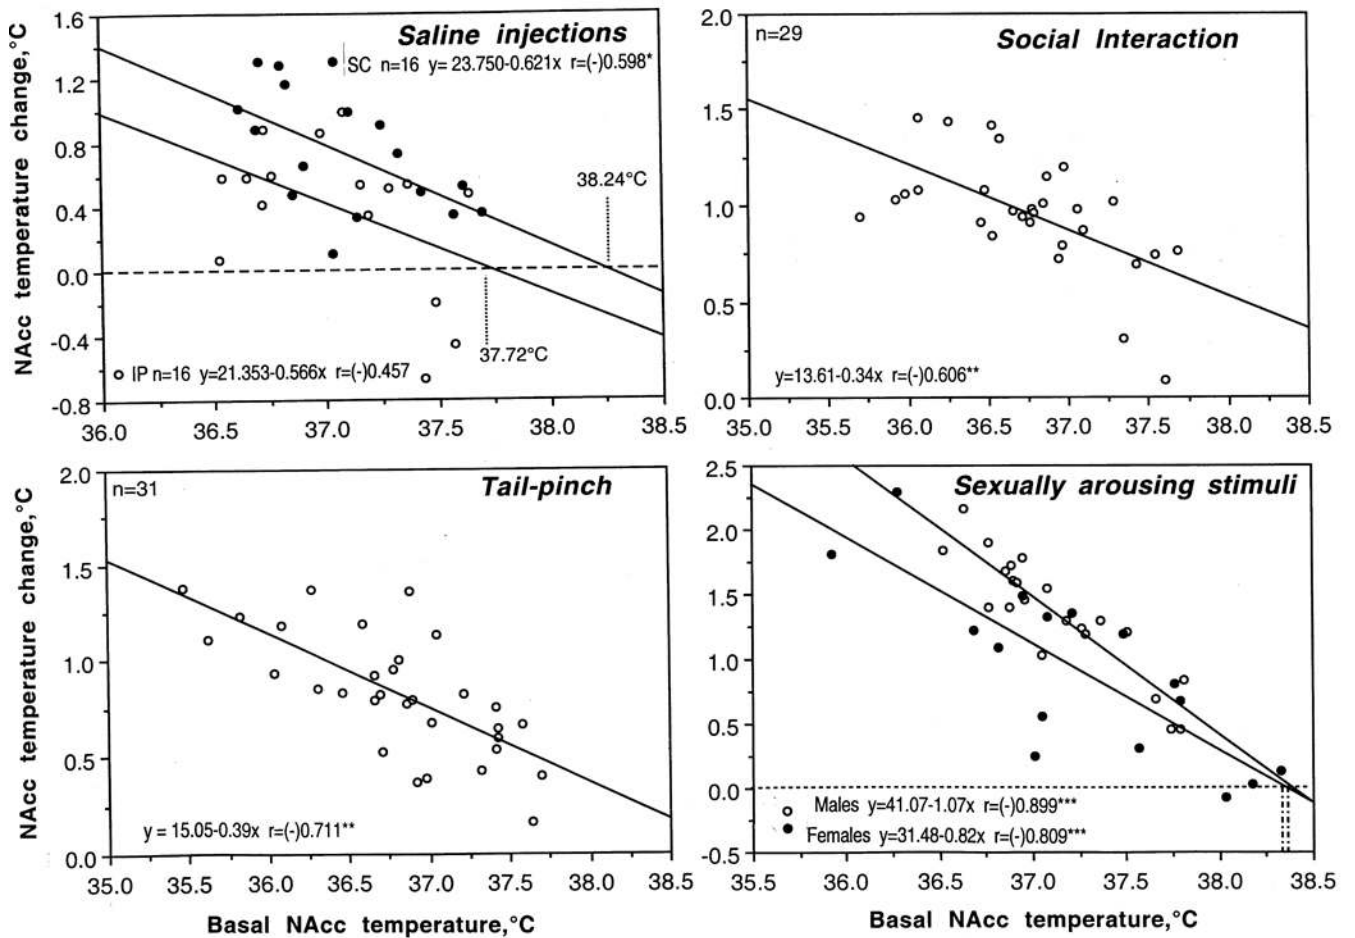 Saline injections
SC n=16 y= 23.750-0.621x r=(-)0.598*
38.24°C
37.72°C
IP n=16 y=21.353-0.566x r=(-)0.457
NAcc temperature change,°C
1.6
1.2
0.8
0.4
0.0
-0.4
-0.8
36.0 36.5 37.0 37.5 38.0 38.5
n=29
Social Interaction
y=13.61-0.34x r=(-)0.606**
2.0
1.5
1.0
0.5
0.0
35.0 35.5 36.0 36.5 37.0 37.5 38.0 38.5
n=31
Tail-pinch
y = 15.05-0.39x r=(-)0.711**
NAcc temperature change,°C
2.0
1.5
1.0
0.5
0.0
35.0 35.5 36.0 36.5 37.0 37.5 38.0 38.5
Basal NAcc temperature,°C
Sexually arousing stimuli
Males y=41.07-1.07x r=(-)0.899***
Females y=31.48-0.82x r=(-)0.809***
2.5
2.0
1.5
1.0
0.5
0.0
-0.5
35.5 36.0 36.5 37.0 37.5 38.0 38.5
Basal NAcc temperature,°C